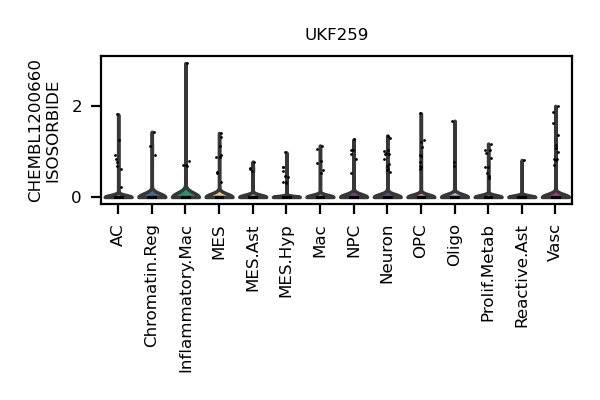 UKF259
CHEMBL1200660
ISOSORBIDE
2
0
AC
Chromatin.Reg
Inflammatory.Mac
MES
MES.Ast
MES.Hyp
Mac
NPC
Neuron
OPC
Oligo
Prolif.Metab
Reactive.Ast
Vasc